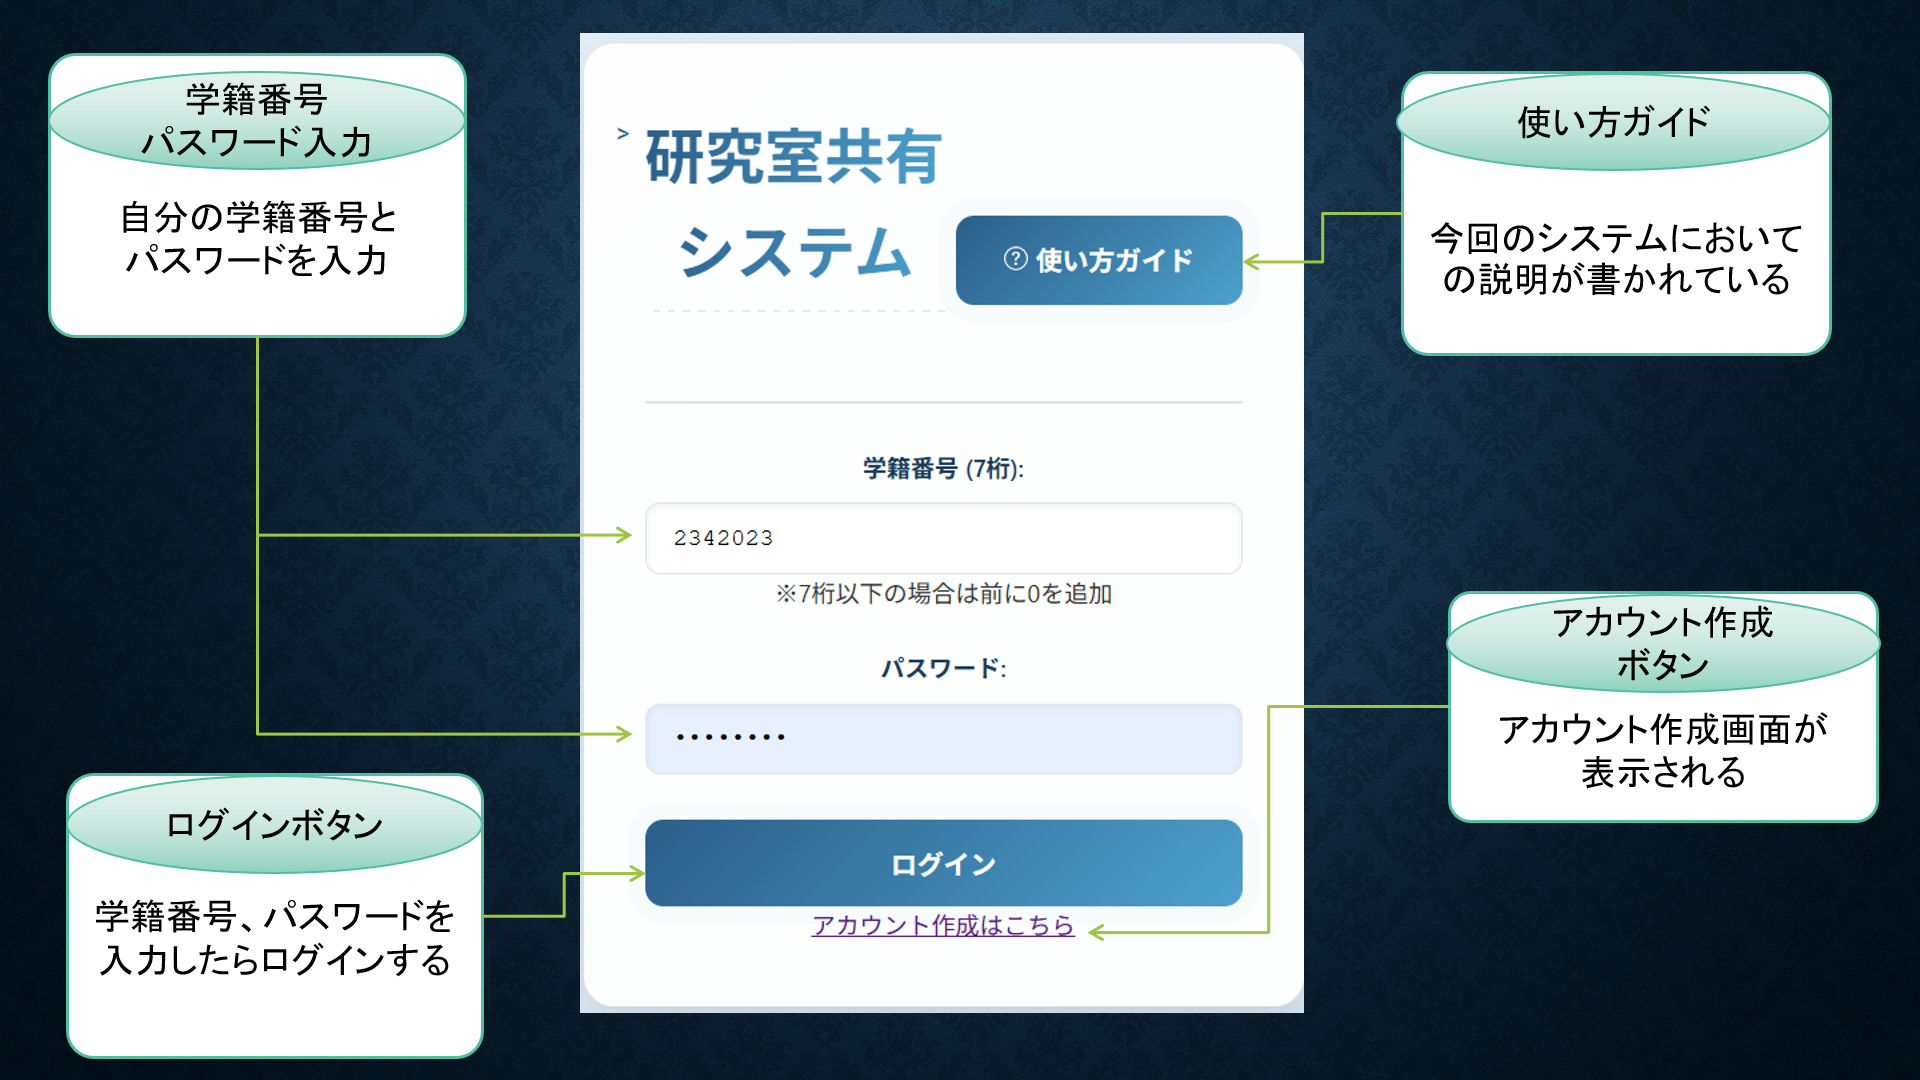 学籍番号
パスワード入力
自分の学籍番号と
パスワードを入力
ログインボタン
学籍番号、パスワードを
入力したらログインする
> 研究室共有
システム
? 使い方ガイド
学籍番号 (7桁):
2342023
※7桁以下の場合は前に0を追加
パスワード:
••••••••
ログイン
アカウント作成はこちら
使い方ガイド
今回のシステムにおいて
の説明が書かれている
アカウント作成
ボタン
アカウント作成画面が
表示される